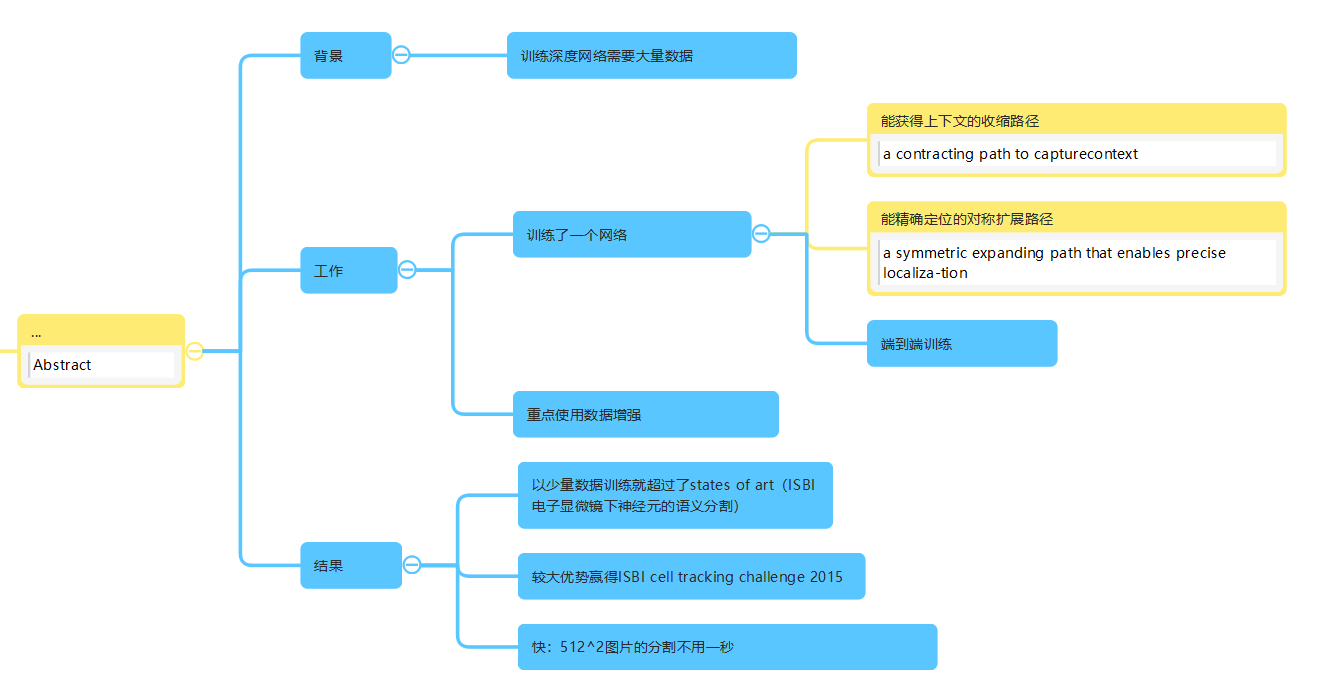 背景
训练深度网络需要大量数据
能获得上下文的收缩路径
a contracting path to capturecontext
能精确定位的对称扩展路径
a symmetric expanding path that enables precise
localiza-tion
训练了一个网络
工作
端到端训练
...
Abstract
重点使用数据增强
以少量数据训练就超过了states of art（ISBI
电子显微镜下神经元的语义分割）
结果
较大优势赢得ISBI cell tracking challenge 2015
快：512^2图片的分割不用一秒